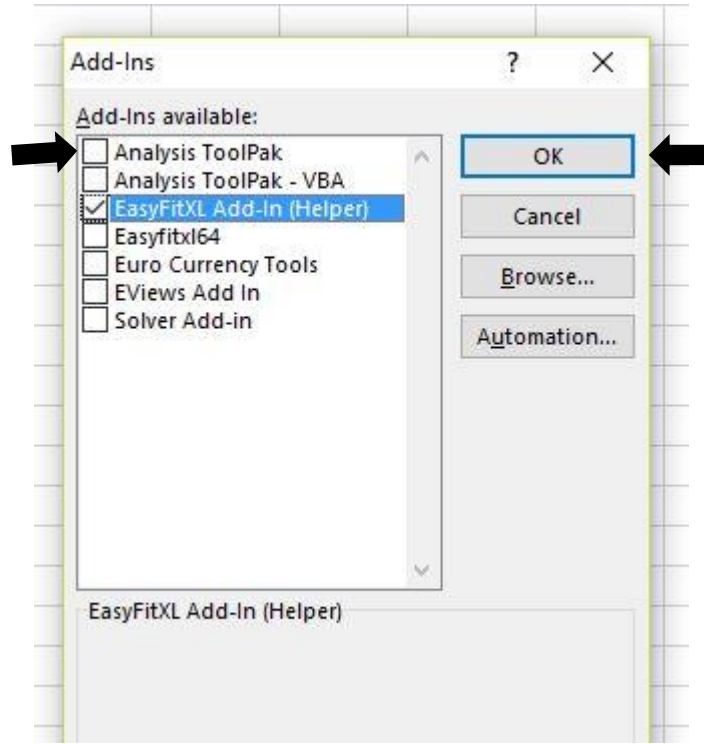 Add-Ins ?
Add-Ins available:
Analysis ToolPak
Analysis ToolPak - VBA
EasyFitXL Add-In (Helper)
Easyfitxl64
Euro Currency Tools
EViews Add In
Solver Add-in
OK
Cancel
Browse...
Automation...
EasyFitXL Add-In (Helper)